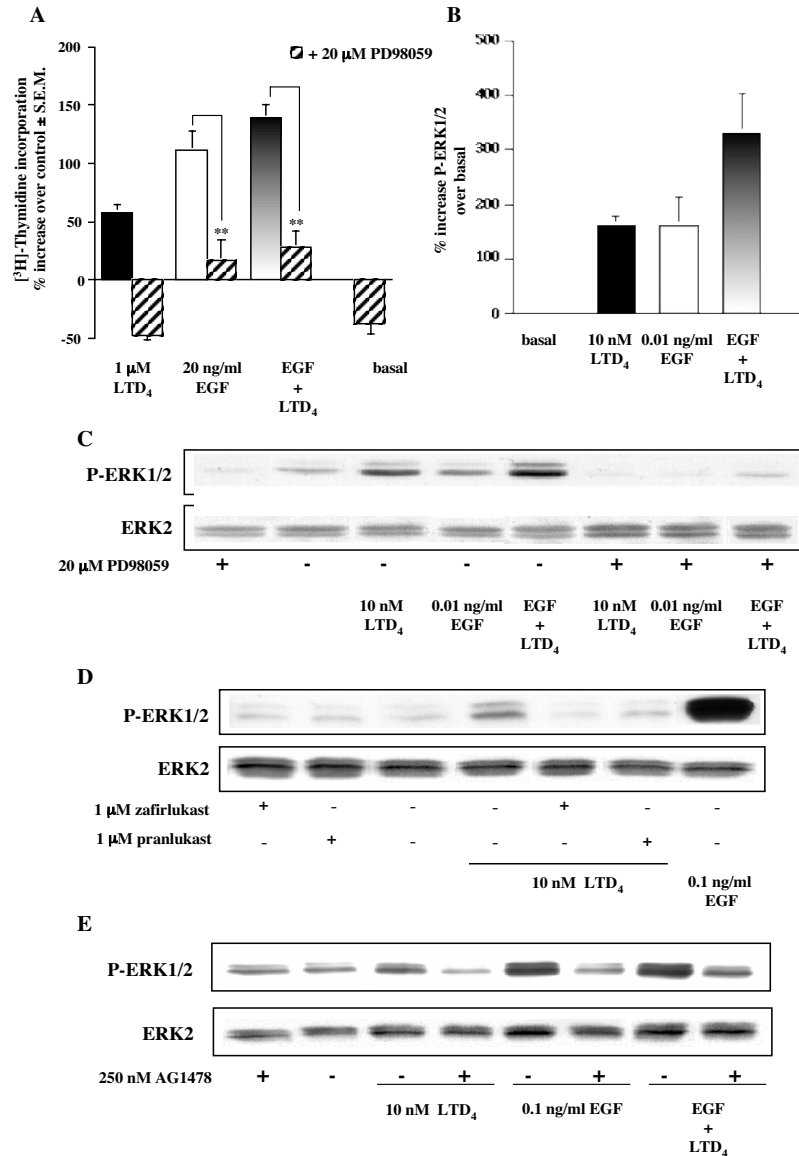 A
[³H]-Thymidine incorporation
% increase over control ± S.E.M.
200
150
100
50
0
-50
+ 20 µM PD98059
**
**
1 µM
LTD₄
20 ng/ml
EGF
EGF
+
LTD₄
basal
B
% increase P-ERK1/2
over basal
500
400
300
200
100
0
basal
10 nM
LTD₄
0.01 ng/ml
EGF
EGF
+
LTD₄
C
P-ERK1/2
ERK2
20 µM PD98059 + - - - - + + +
10 nM
LTD₄
0.01 ng/ml
EGF
EGF
+
LTD₄
10 nM
LTD₄
0.01 ng/ml
EGF
EGF
+
LTD₄
D
P-ERK1/2
ERK2
1 µM zafirlukast + - - - + - -
1 µM pranlukast - + - - - + -
10 nM LTD₄
0.1 ng/ml
EGF
E
P-ERK1/2
ERK2
250 nM AG1478 + - - + - + - +
10 nM LTD₄
0.1 ng/ml EGF
EGF
+
LTD₄